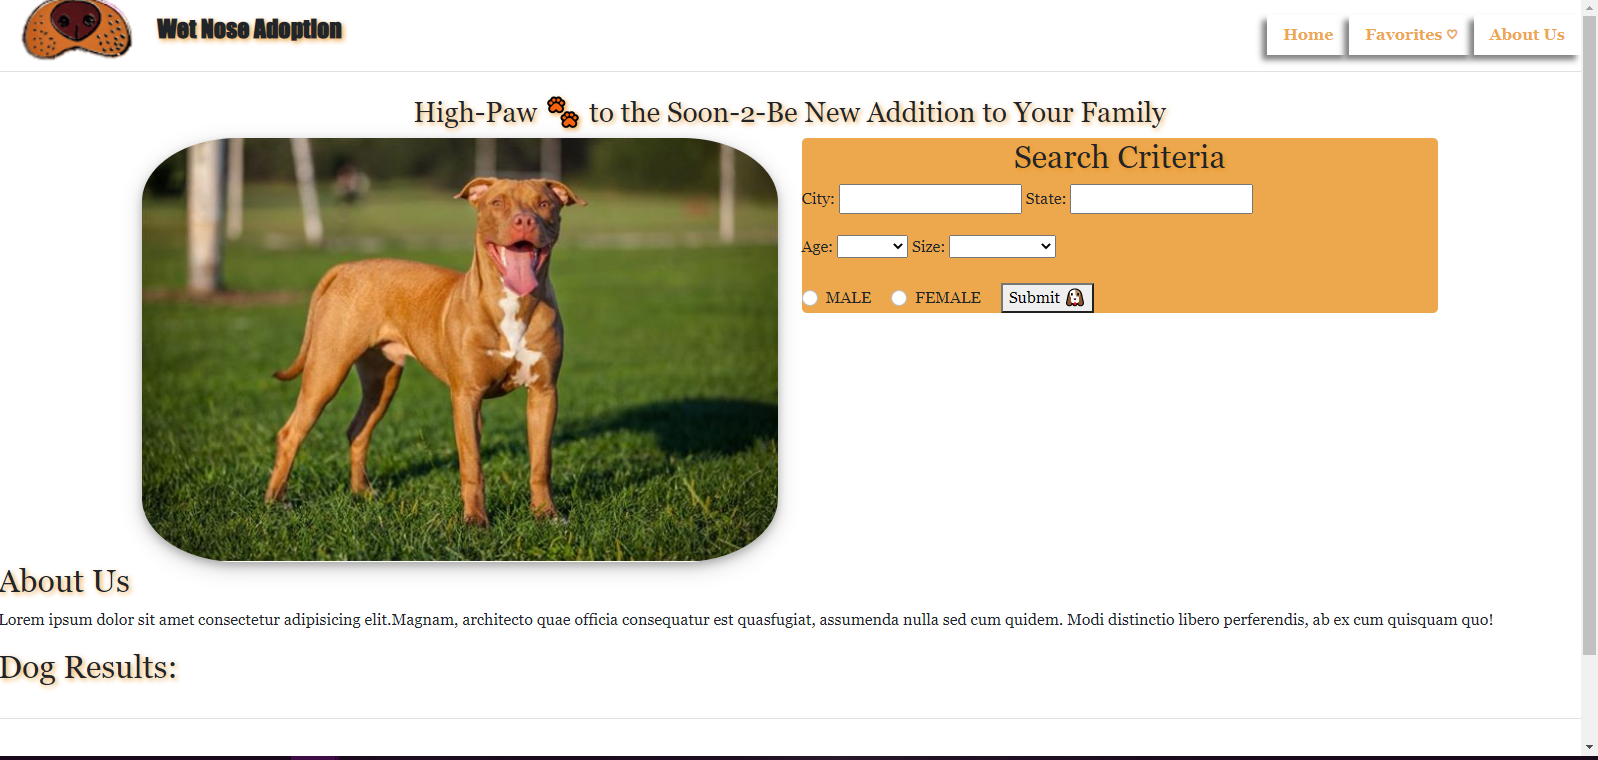 Wet Nose Adoption
Home Favorites ♡ About Us
High-Paw 🐾 to the Soon-2-Be New Addition to Your Family
Search Criteria
City: State:
Age: Size:
MALE FEMALE Submit
About Us
Lorem ipsum dolor sit amet consectetur adipisicing elit.Magnam, architecto quae officia consequatur est quasfugiat, assumenda nulla sed cum quidem. Modi distinctio libero perferendis, ab ex cum quisquam quo!
Dog Results: